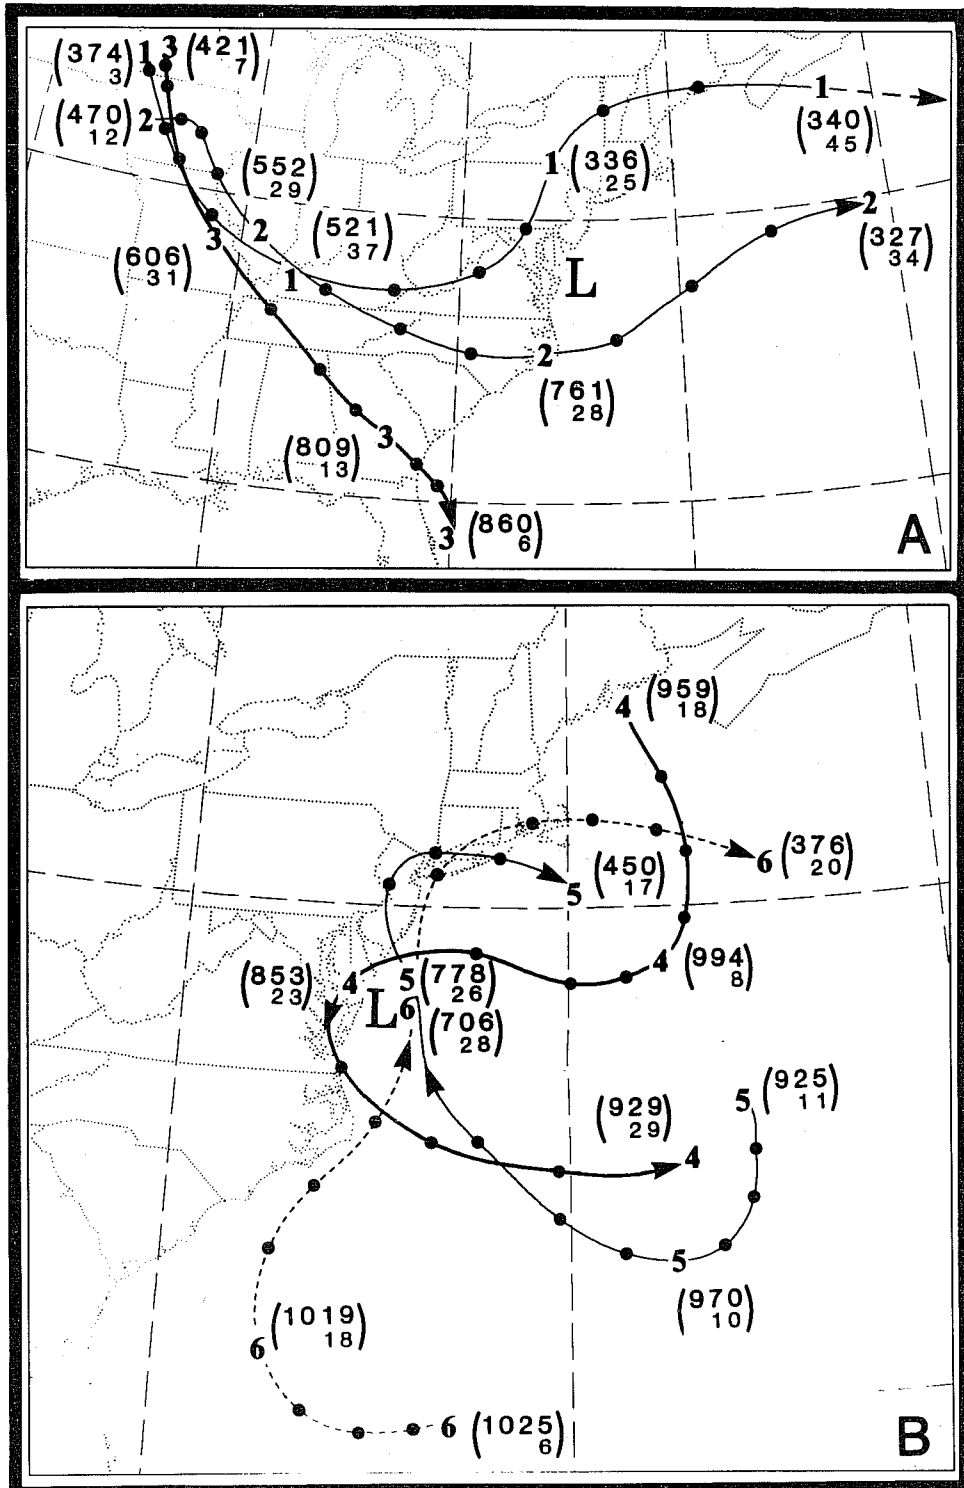 (374 3) 1 3 (421 7)
(470 12) 2
(552 29)
1 (336 25)
1
(340 45)
2
(521 37)
2
(327 34)
3
(606 31)
1
L
2
(761 28)
3
(809 13)
3 (860 6)
A
4 (959 18)
6 (376 20)
(450 17)
5
(853 23)
4
5 (778 26)
4 (994 8)
L 6 (706 28)
5 (925 11)
(929 29)
4
5
(970 10)
(1019 18)
6
6 (1025 6)
B